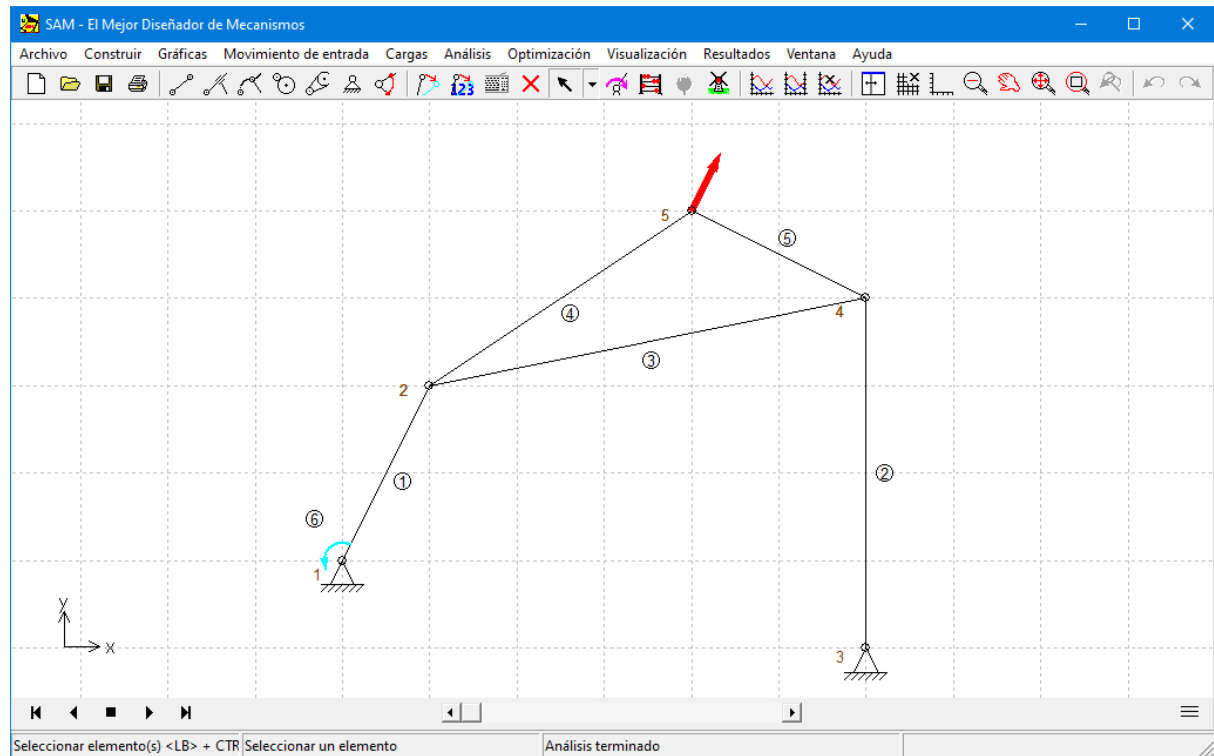 SAM - El Mejor Diseñador de Mecanismos
Archivo Construir Gráficas Movimiento de entrada Cargas Análisis Optimización Visualización Resultados Ventana Ayuda
123
5
⑤
4
④
③
2
①
②
⑥
1
y
x
3
Seleccionar elemento(s) <LB> + CTR Seleccionar un elemento Análisis terminado